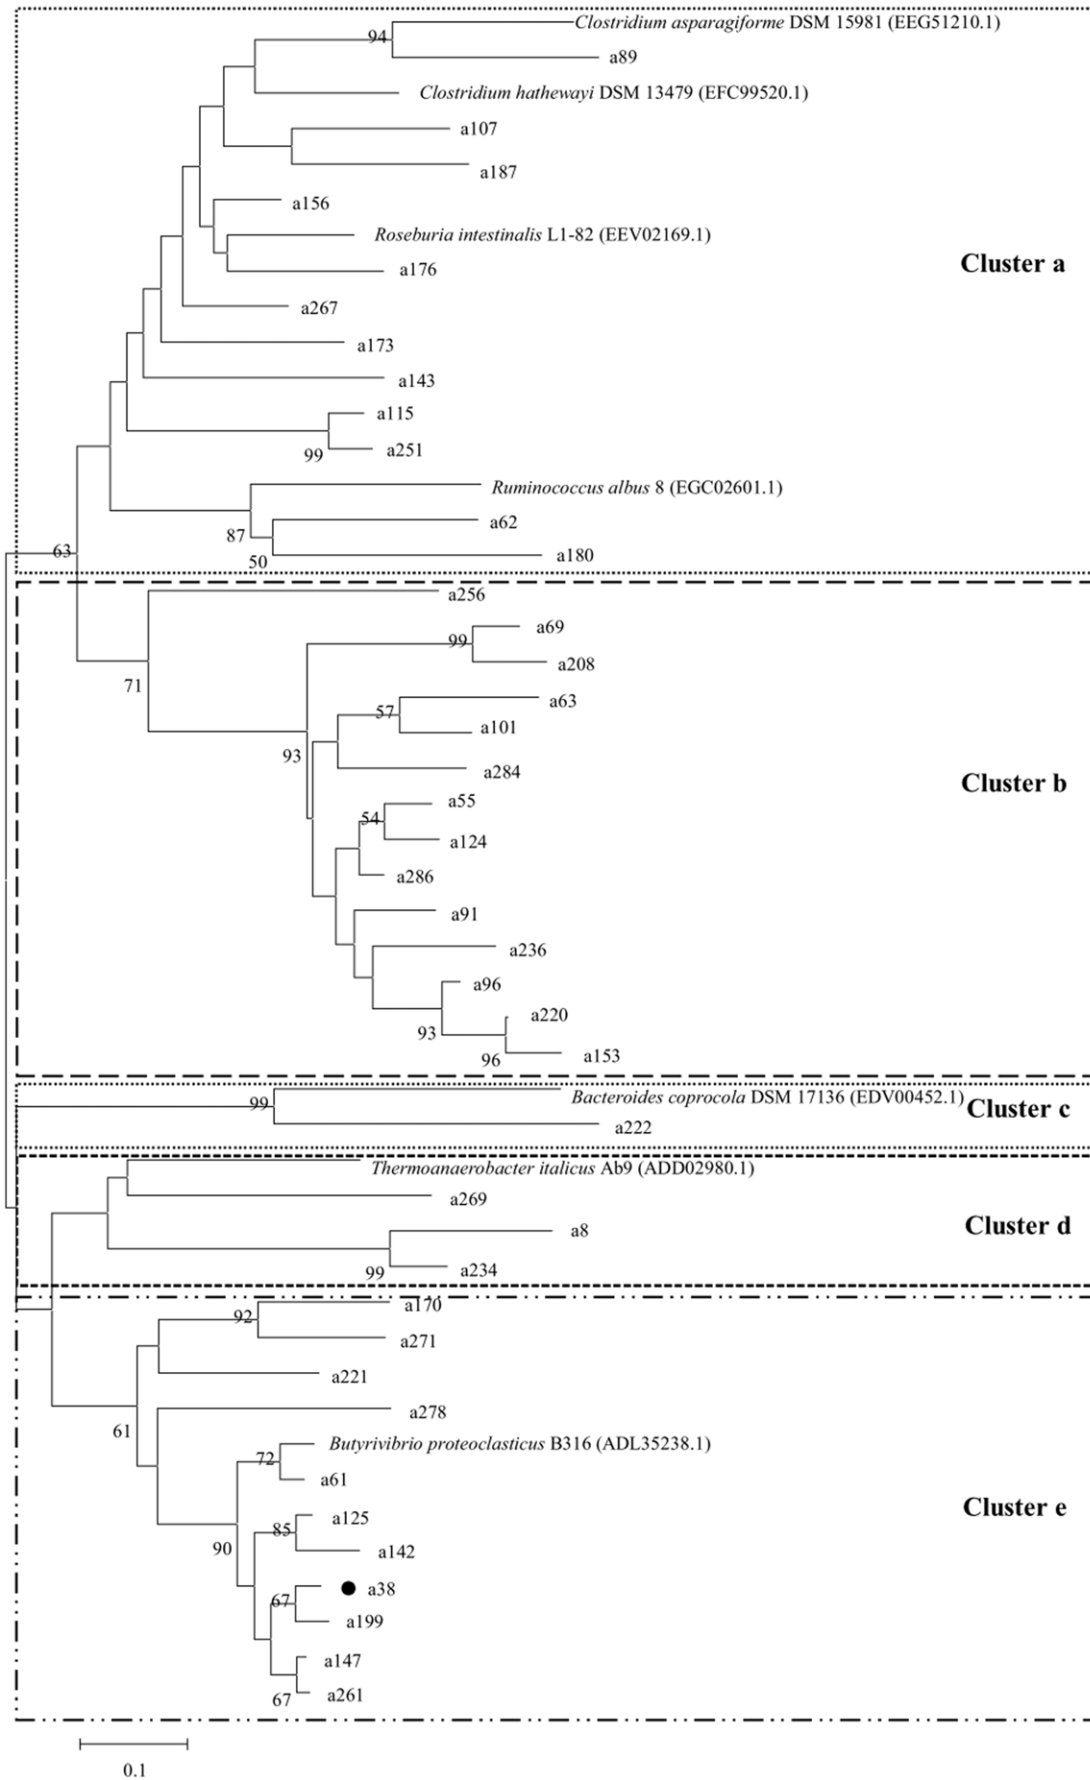 Clostridium asparagiforme DSM 15981 (EEG51210.1)
94
a89
Clostridium hathewayi DSM 13479 (EFC99520.1)
a107
a187
a156
Roseburia intestinalis L1-82 (EEV02169.1)
Cluster a
a176
a267
a173
a143
a115
a251
99
Ruminococcus albus 8 (EGC02601.1)
a62
87
63
a180
50
a256
a69
99
a208
71
a63
57
a101
93
a284
Cluster b
a55
54
a124
a286
a91
a236
a96
a220
93
a153
96
Bacteroides coprocola DSM 17136 (EDV00452.1)
99
Cluster c
a222
Thermoanaerobacter italicus Ab9 (ADD02980.1)
a269
Cluster d
a8
a234
99
a170
92
a271
a221
a278
61
Butyrivibrio proteoclasticus B316 (ADL35238.1)
72
a61
Cluster e
a125
85
90
a142
a38
67
a199
a147
a261
67
0.1